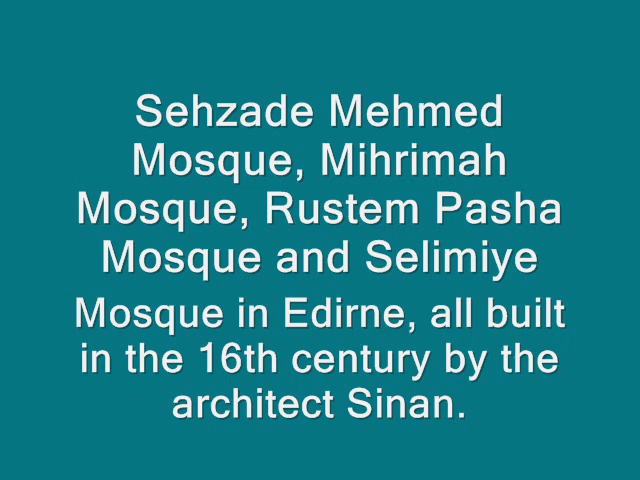 Sehzade Mehmed
Mosque, Mihrimah
Mosque, Rustem Pasha
Mosque and Selimiye
Mosque in Edirne, all built
in the 16th century by the
architect Sinan.